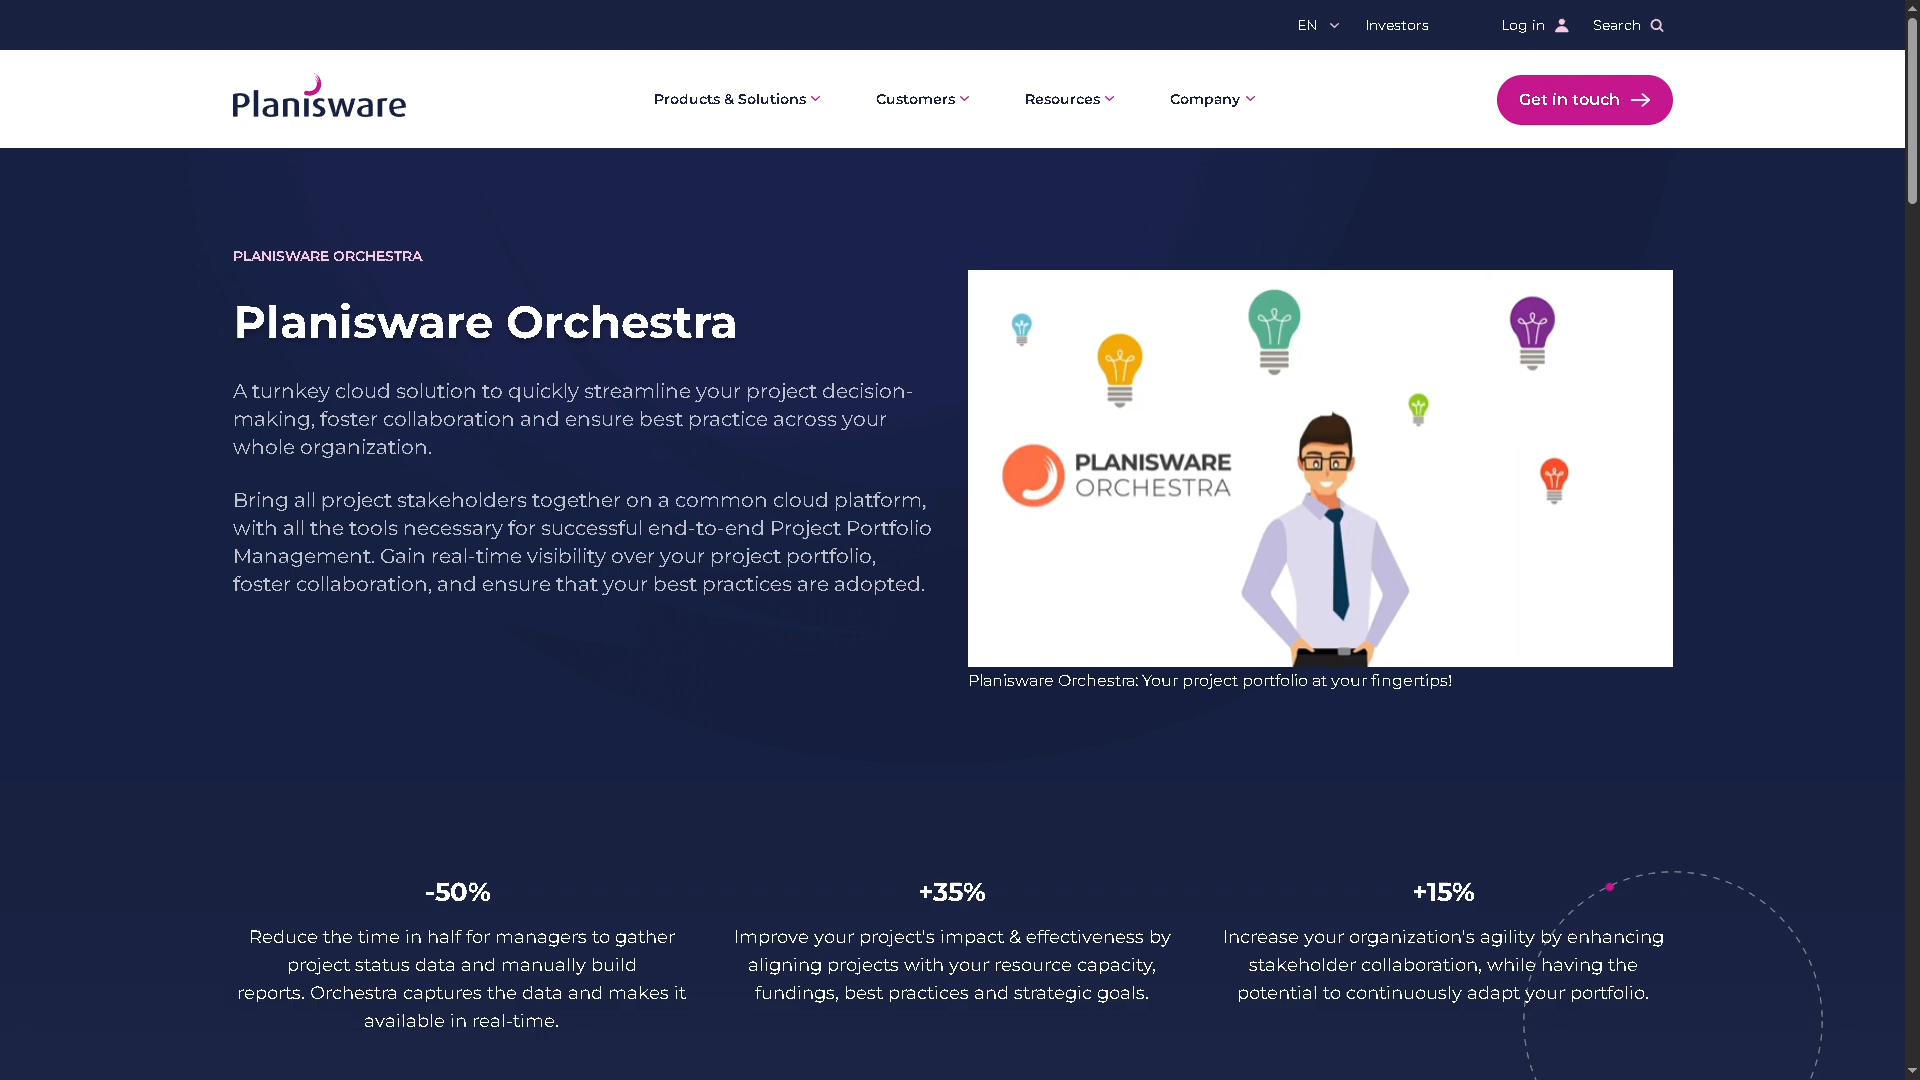 EN
Investors
Log in
Search
Planisware
Products & Solutions
Customers
Resources
Company
Get in touch
PLANISWARE ORCHESTRA
Planisware Orchestra
A turnkey cloud solution to quickly streamline your project decision-
making, foster collaboration and ensure best practice across your
whole organization.
Bring all project stakeholders together on a common cloud platform,
with all the tools necessary for successful end-to-end Project Portfolio
Management. Gain real-time visibility over your project portfolio,
foster collaboration, and ensure that your best practices are adopted.
PLANISWARE
ORCHESTRA
Planisware Orchestra: Your project portfolio at your fingertips!
-50%
Reduce the time in half for managers to gather
project status data and manually build
reports. Orchestra captures the data and makes it
available in real-time.
+35%
Improve your project's impact & effectiveness by
aligning projects with your resource capacity,
fundings, best practices and strategic goals.
+15%
Increase your organization's agility by enhancing
stakeholder collaboration, while having the
potential to continuously adapt your portfolio.